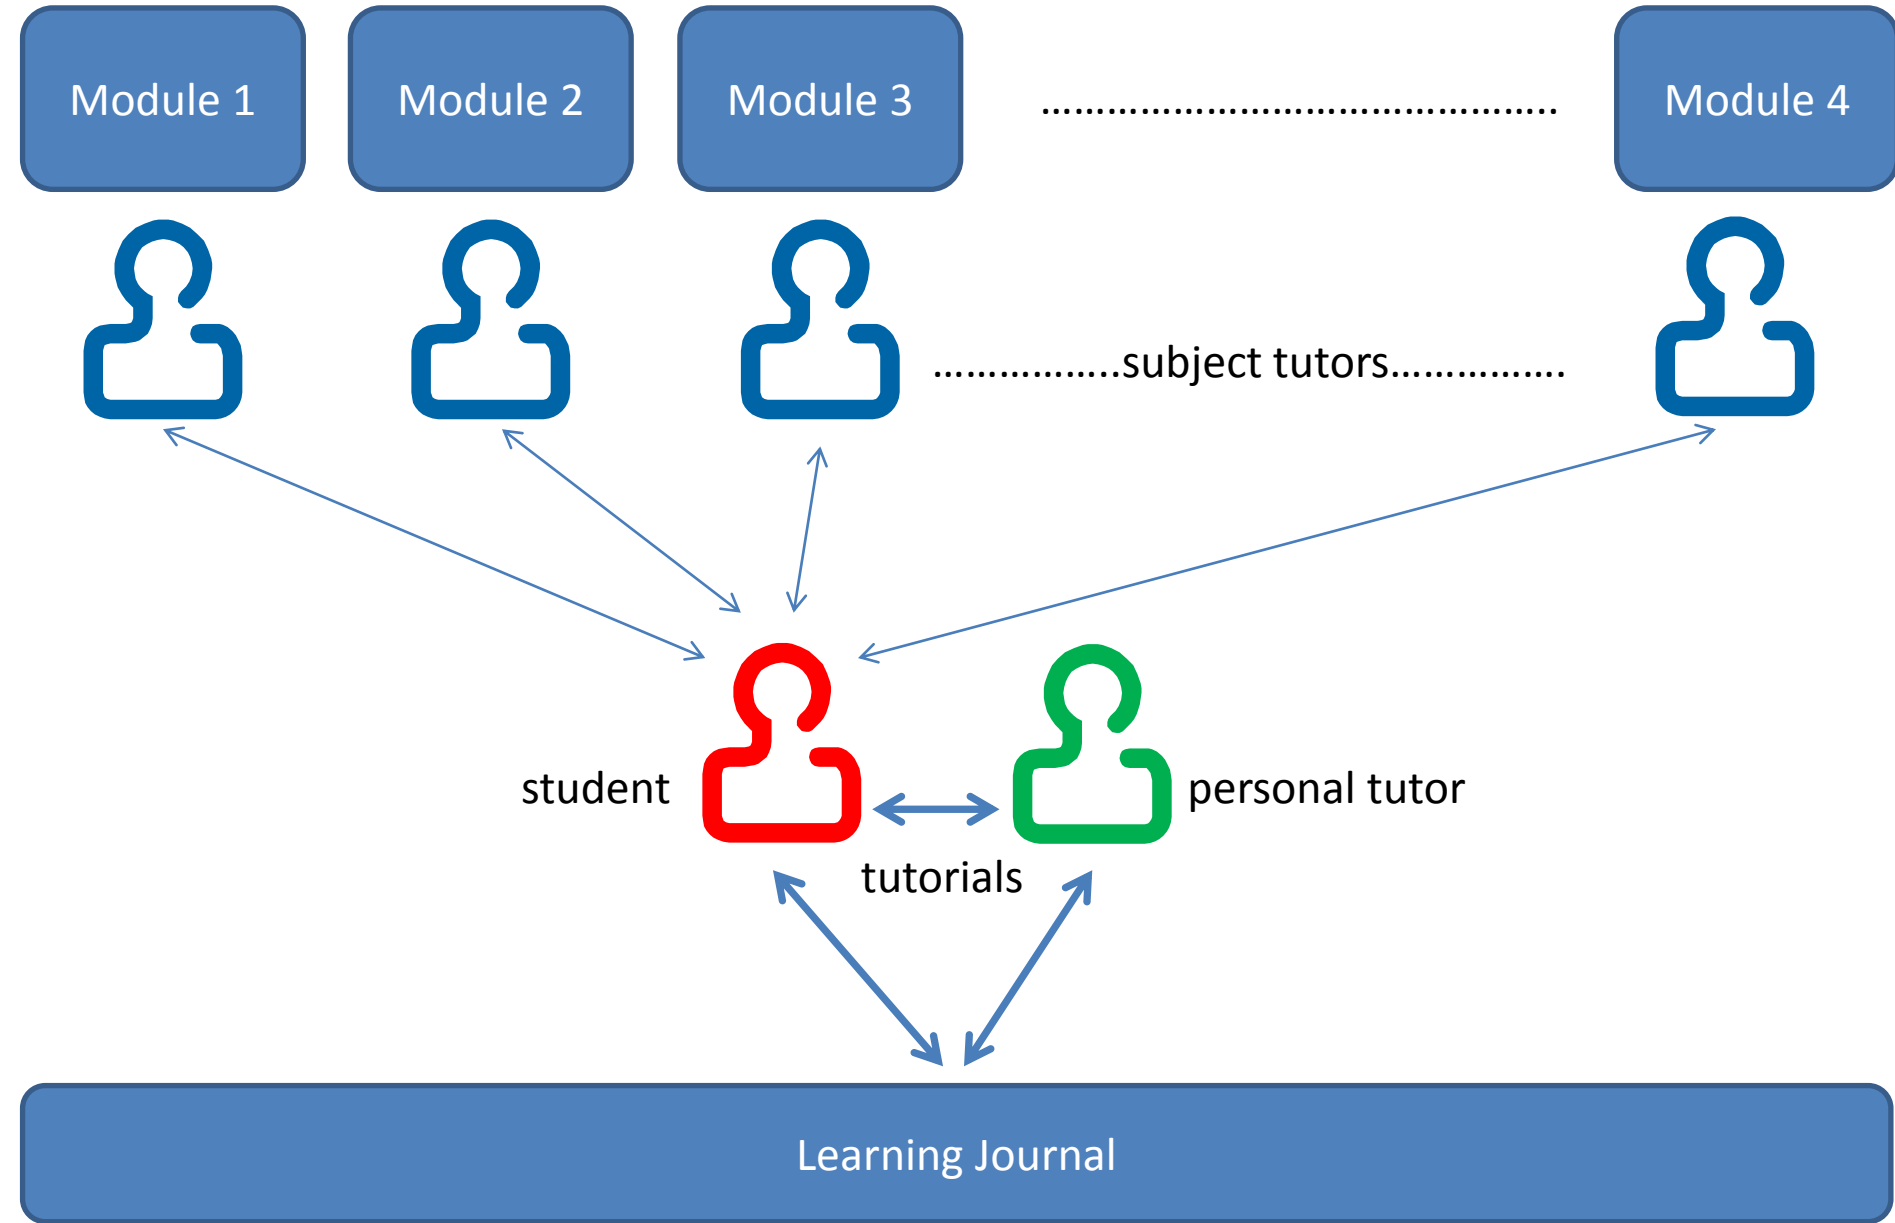 Module 1
Module 2
Module 3
…………………………………………..
Module 4
……………..subject tutors…………….
student
personal tutor
tutorials
Learning Journal